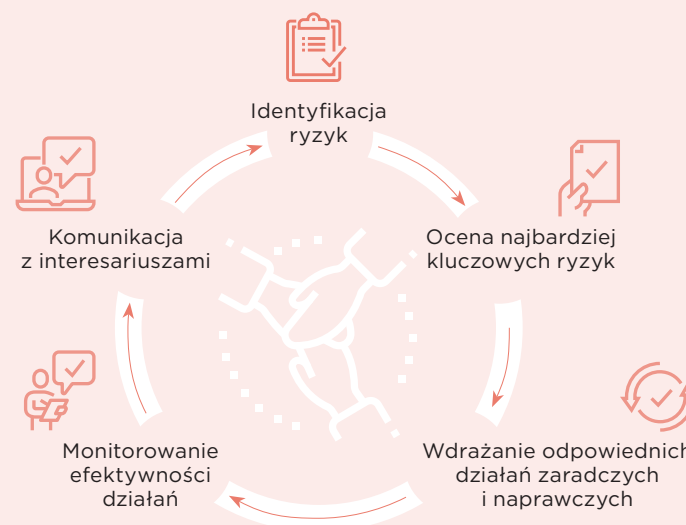 Identyfikacja
ryzyk
Ocena najbardziej
kluczowych ryzyk
Wdrażanie odpowiednich
działań zaradczych
i naprawczych
Monitorowanie
efektywności
działań
Komunikacja
z interesariuszami